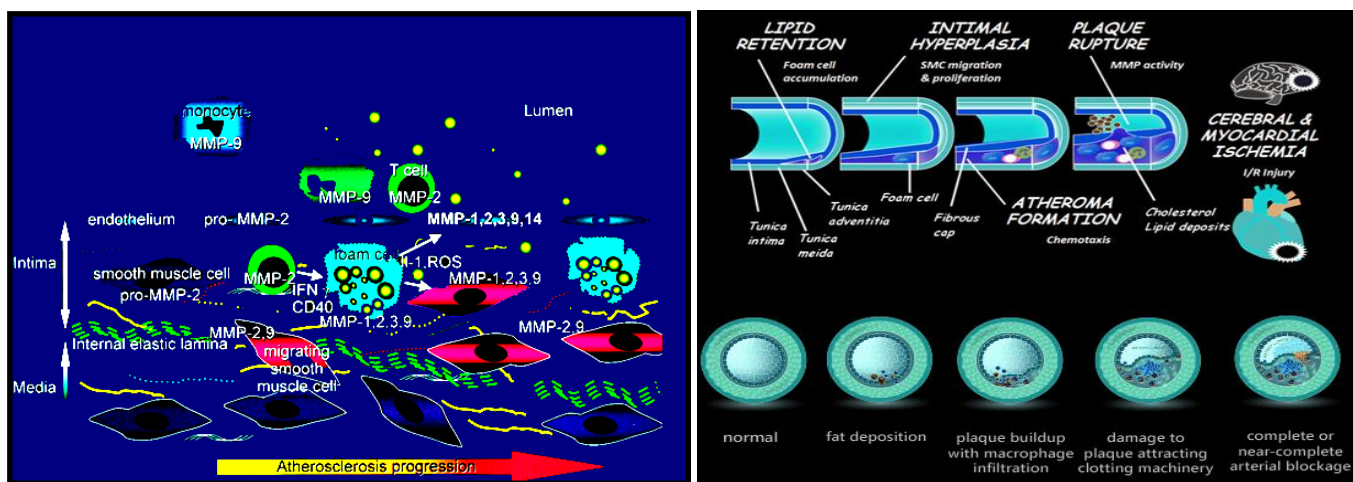 monocyte
MMP-9
Lumen
T cell
MMP-9
MMP-2
endothelium
pro-MMP-2
MMP-1,2,3,9,14
Intima
foam cell
Il-1,ROS
smooth muscle cell
MMP-2
MMP-1,2,3,9
pro-MMP-2
IFN γ
CD40
MMP-1,2,3,9
MMP-2,9
MMP-2,9
Internal elastic lamina
migrating
smooth
muscle cell
Media
Atherosclerosis progression
LIPID
RETENTION
Foam cell
accumulation
INTIMAL
HYPERPLASIA
SMC migration
& proliferation
PLAQUE
RUPTURE
MMP activity
CEREBRAL &
MYOCARDIAL
ISCHEMIA
I/R Injury
Tunica
intima
Tunica
meida
Tunica
adventitia
Foam cell
Fibrous
cap
ATHEROMA
FORMATION
Chemotaxis
Cholesterol
Lipid deposits
normal
fat deposition
plaque buildup
with macrophage
infiltration
damage to
plaque attracting
clotting machinery
complete or
near-complete
arterial blockage